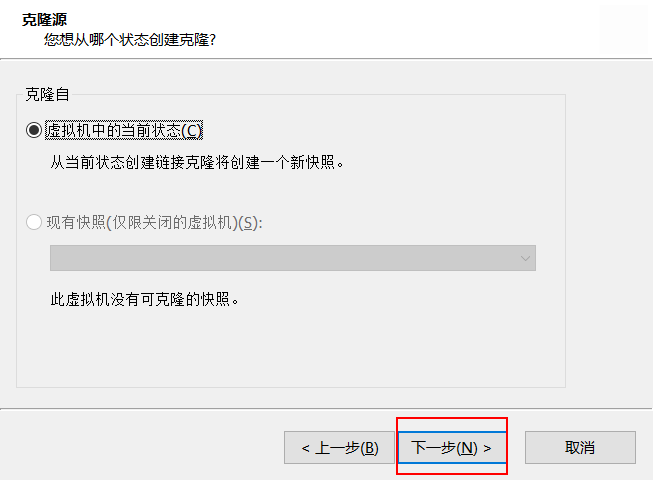 克隆源
您想从哪个状态创建克隆?
克隆自
虚拟机中的当前状态(C)
从当前状态创建链接克隆将创建一个新快照。
现有快照(仅限关闭的虚拟机)(S):
此虚拟机没有可克隆的快照。
< 上一步(B) 下一步(N) > 取消